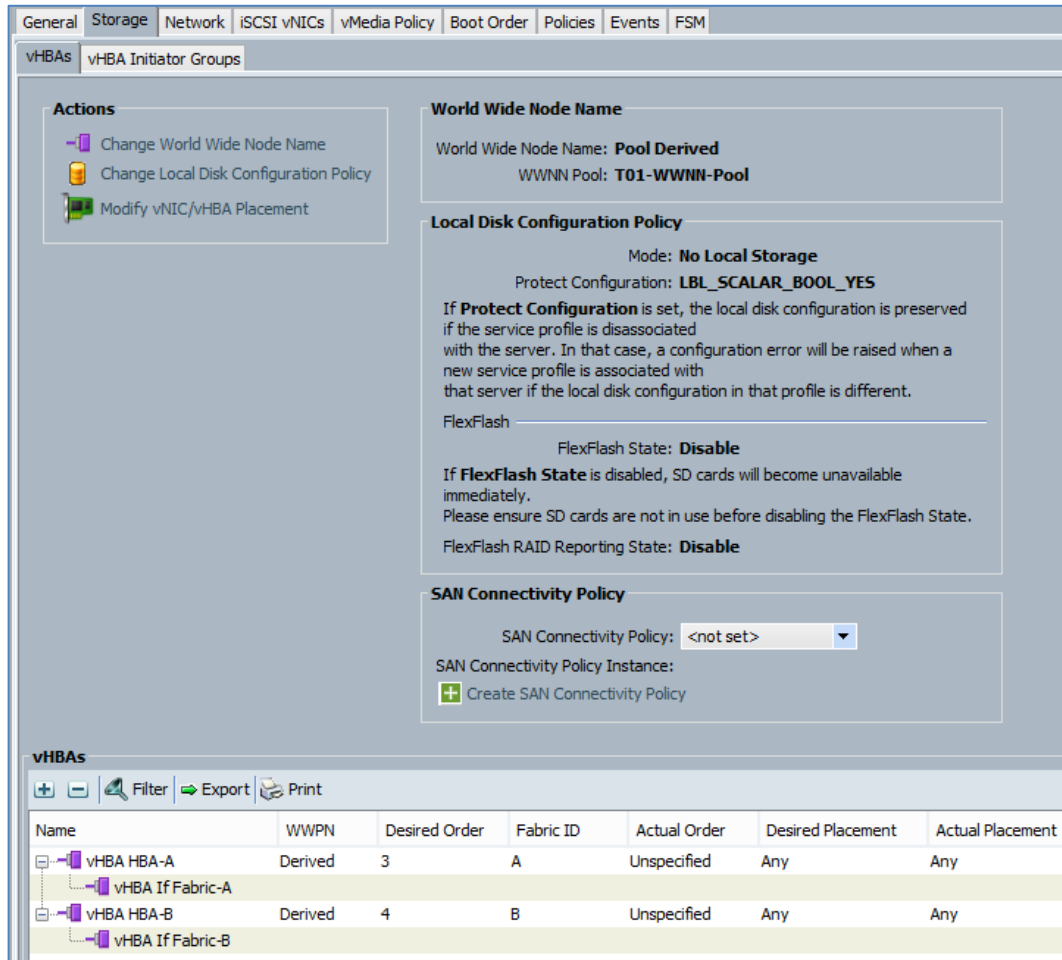 General Storage Network iSCSI vNICs vMedia Policy Boot Order Policies Events FSM
vHBAs vHBA Initiator Groups
Actions
Change World Wide Node Name
Change Local Disk Configuration Policy
Modify vNIC/vHBA Placement
World Wide Node Name
World Wide Node Name: Pool Derived
WWNN Pool: T01-WWNN-Pool
Local Disk Configuration Policy
Mode: No Local Storage
Protect Configuration: LBL_SCALAR_BOOL_YES
If Protect Configuration is set, the local disk configuration is preserved
if the service profile is disassociated
with the server. In that case, a configuration error will be raised when a
new service profile is associated with
that server if the local disk configuration in that profile is different.
FlexFlash
FlexFlash State: Disable
If FlexFlash State is disabled, SD cards will become unavailable
immediately.
Please ensure SD cards are not in use before disabling the FlexFlash State.
FlexFlash RAID Reporting State: Disable
SAN Connectivity Policy
SAN Connectivity Policy: <not set>
SAN Connectivity Policy Instance:
Create SAN Connectivity Policy
vHBAs
Filter Export Print
Name WWPN Desired Order Fabric ID Actual Order Desired Placement Actual Placement
vHBA HBA-A Derived 3 A Unspecified Any Any
vHBA If Fabric-A
vHBA HBA-B Derived 4 B Unspecified Any Any
vHBA If Fabric-B